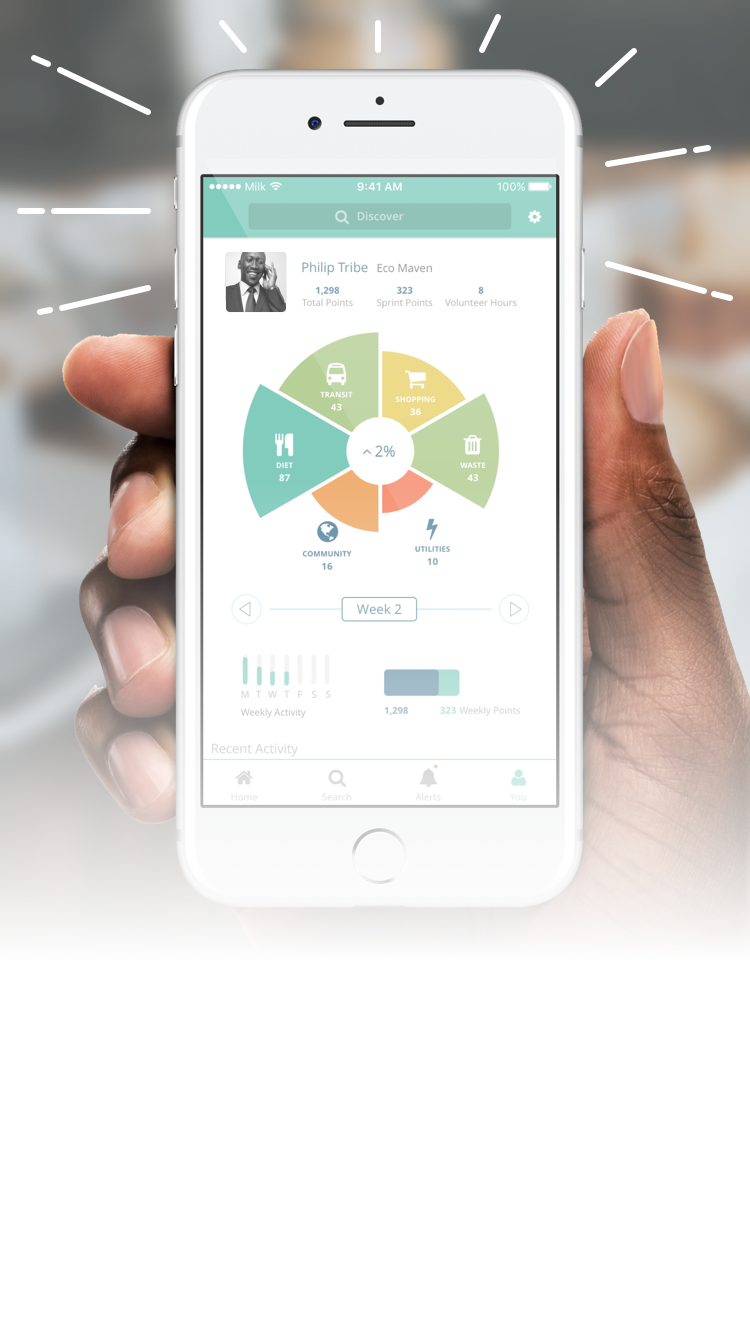 Milk 9:41 AM 100%
Discover
Philip Tribe Eco Maven
1,298 323 8
Total Points Sprint Points Volunteer Hours
TRANSIT
43
SHOPPING
36
DIET
87
2%
WASTE
43
COMMUNITY
16
UTILITIES
10
Week 2
M T W T F S S
Weekly Activity
1,298 323 Weekly Points
Recent Activity
Home Search Alerts You